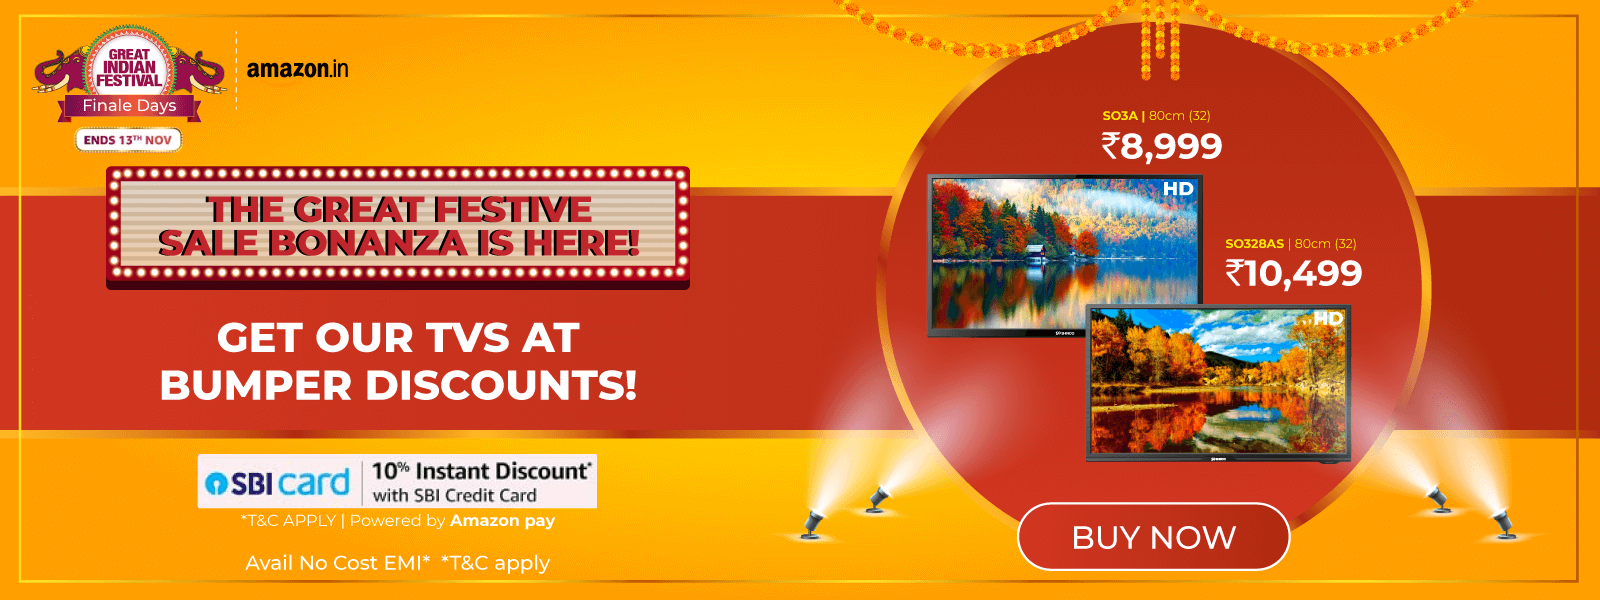 GREAT
INDIAN
FESTIVAL
Finale Days
ENDS 13TH NOV
amazon.in
THE GREAT FESTIVE
SALE BONANZA IS HERE!
GET OUR TVS AT
BUMPER DISCOUNTS!
SBI card
10% Instant Discount*
with SBI Credit Card
*T&C APPLY | Powered by Amazon pay
Avail No Cost EMI* *T&C apply
SO3A | 80cm (32)
₹8,999
HD
SO328AS | 80cm (32)
₹10,499
HD
BUY NOW